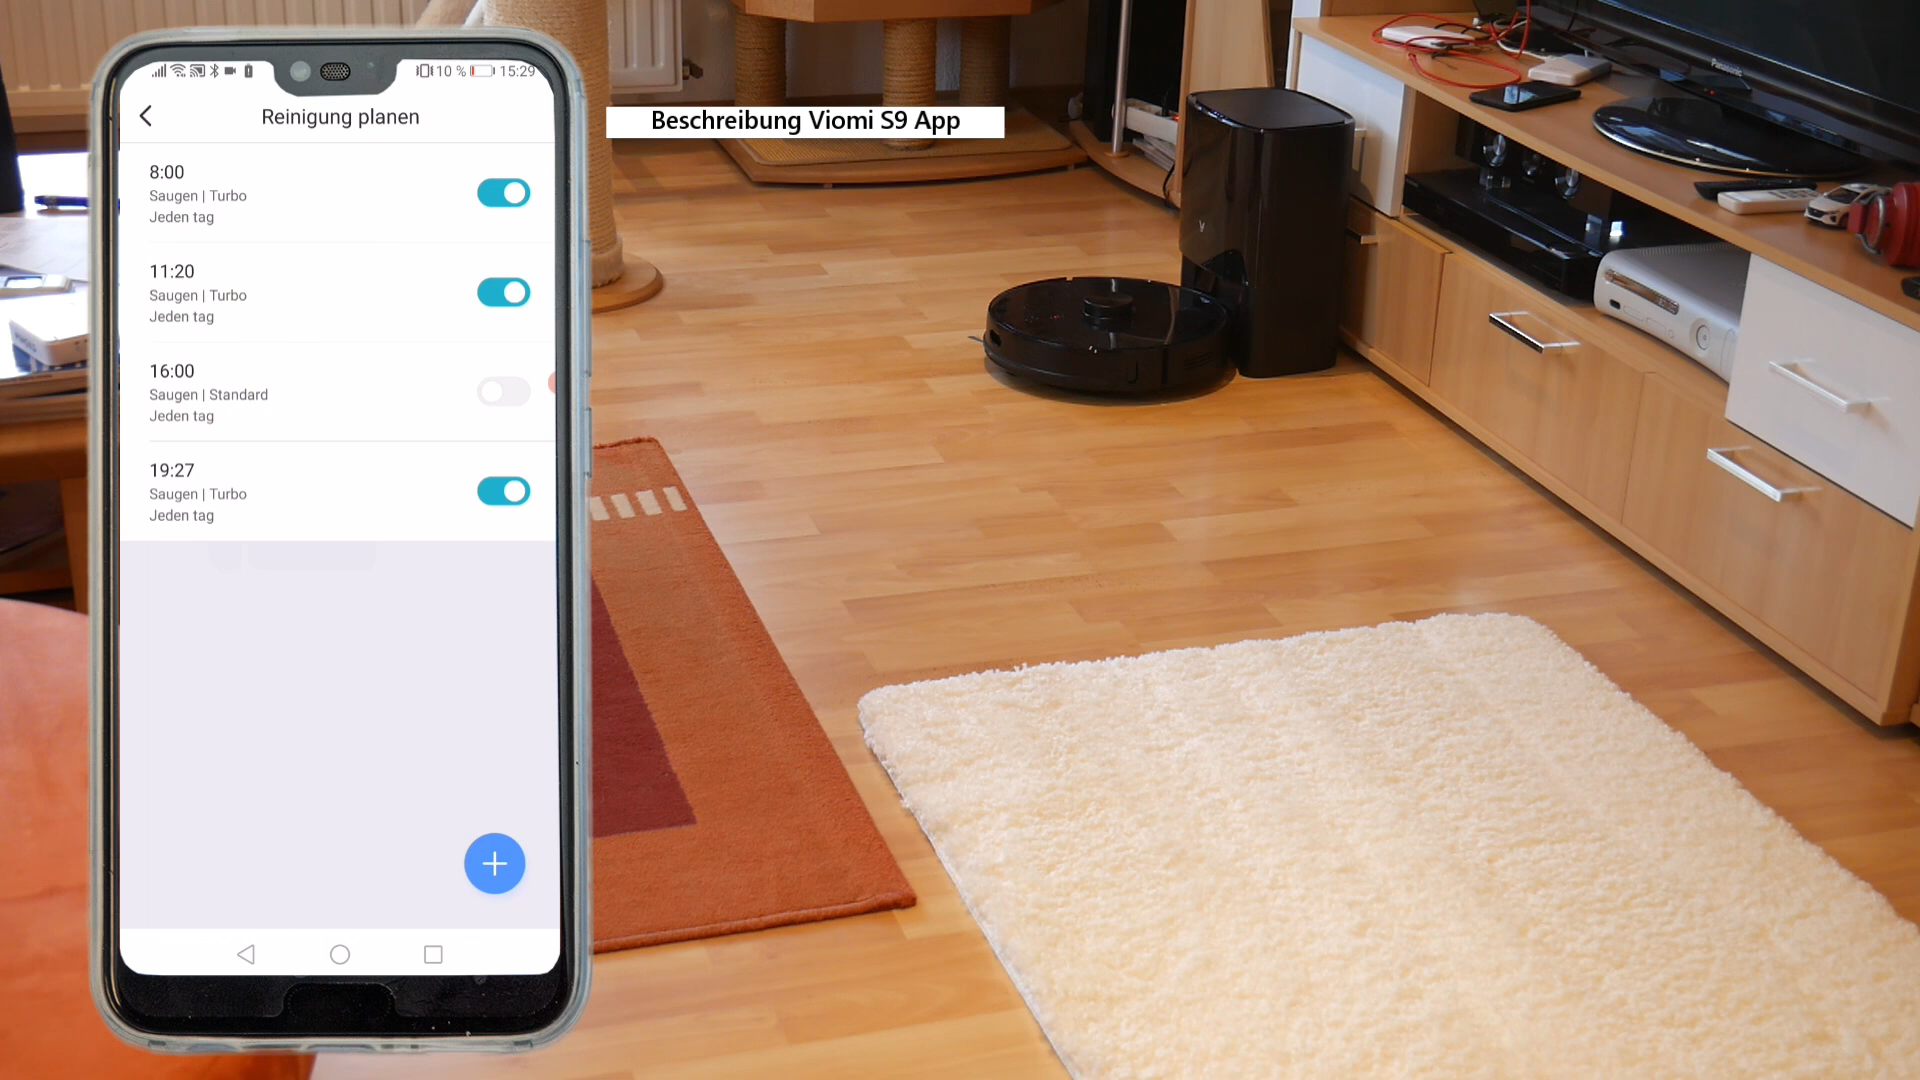 10 % 15:29
Reinigung planen
Beschreibung Viomi S9 App
8:00
Saugen | Turbo
Jeden tag
11:20
Saugen | Turbo
Jeden tag
16:00
Saugen | Standard
Jeden tag
19:27
Saugen | Turbo
Jeden tag
Panasonic